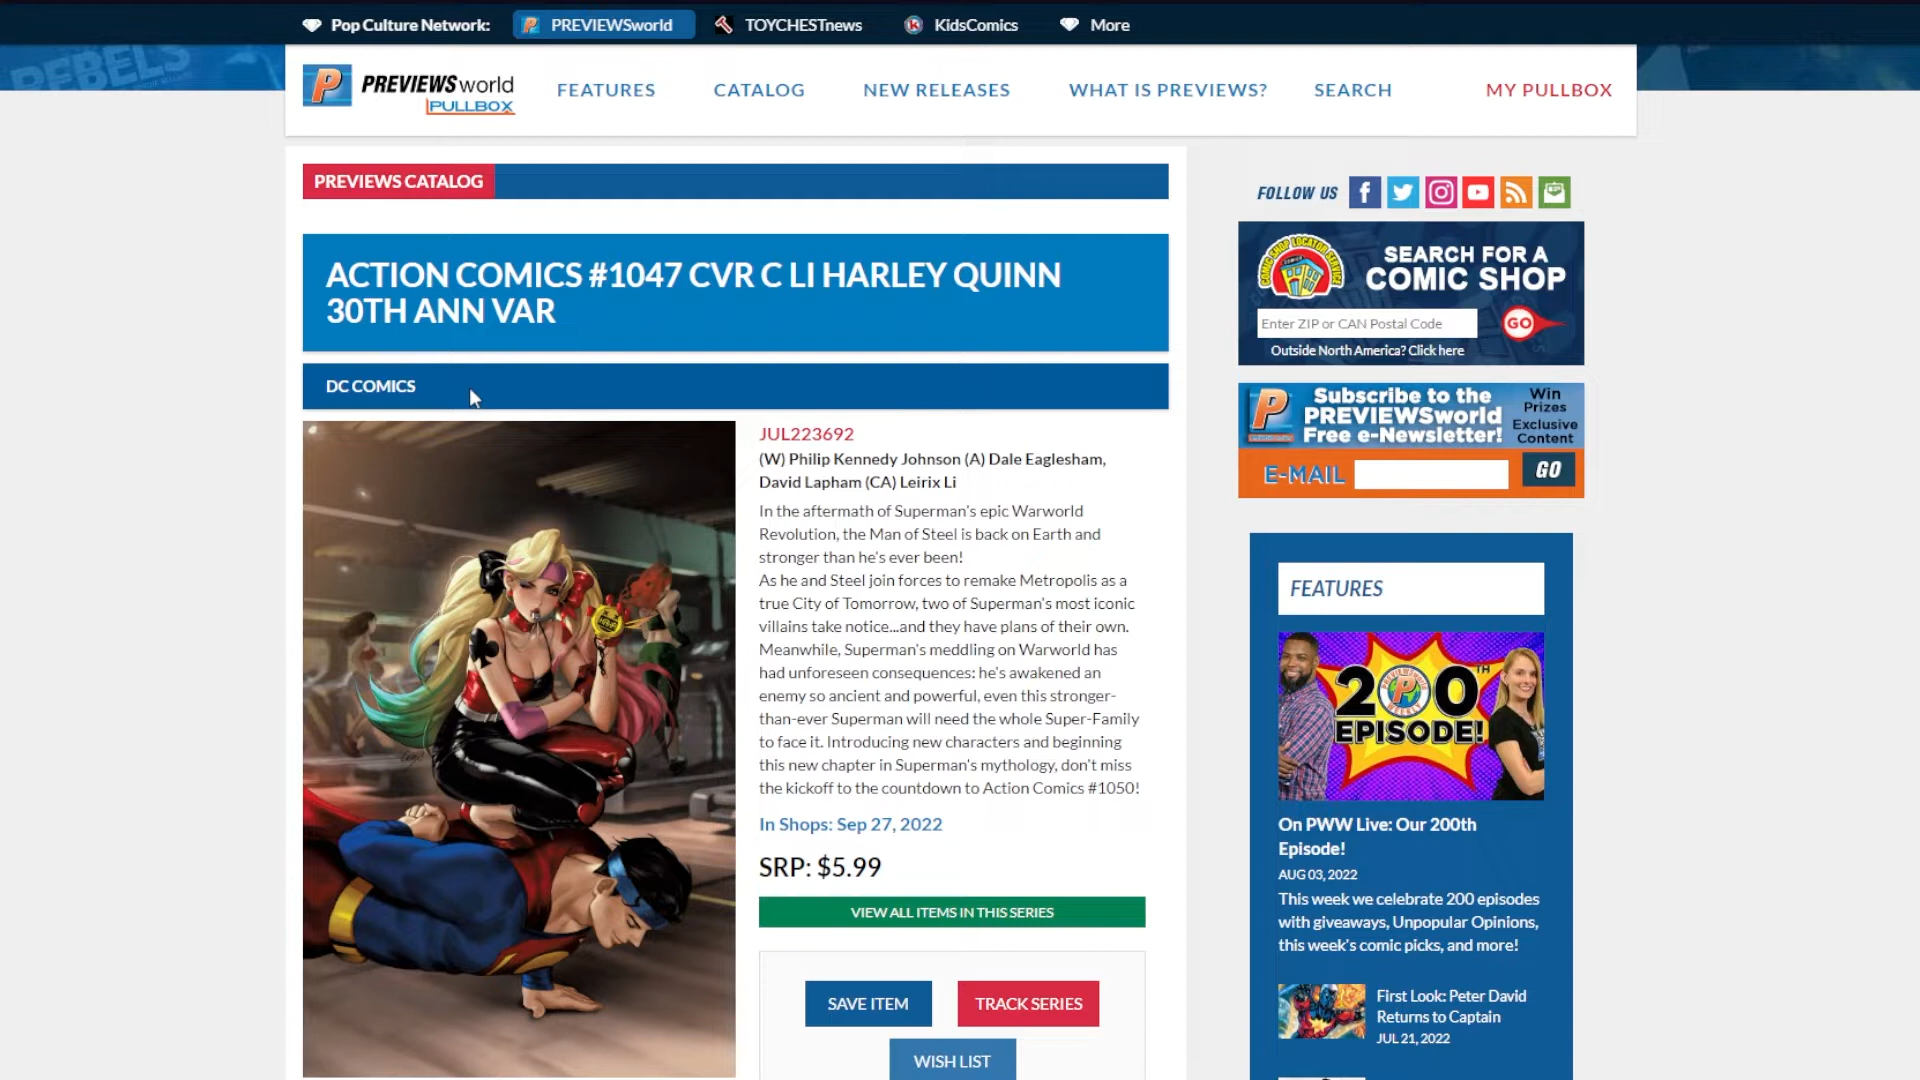 Pop Culture Network:
PREVIEWSworld
TOYCHESTnews
KidsComics
More
REBELS
PREVIEWSworld
PULLBOX
FEATURES
CATALOG
NEW RELEASES
WHAT IS PREVIEWS?
SEARCH
MY PULLBOX
PREVIEWS CATALOG
ACTION COMICS #1047 CVR C LI HARLEY QUINN
30TH ANN VAR
DC COMICS
JUL223692
(W) Philip Kennedy Johnson (A) Dale Eaglesham,
David Lapham (CA) Leirix Li
In the aftermath of Superman's epic Warworld
Revolution, the Man of Steel is back on Earth and
stronger than he's ever been!
As he and Steel join forces to remake Metropolis as a
true City of Tomorrow, two of Superman's most iconic
villains take notice...and they have plans of their own.
Meanwhile, Superman's meddling on Warworld has
had unforeseen consequences: he's awakened an
enemy so ancient and powerful, even this stronger-
than-ever Superman will need the whole Super-Family
to face it. Introducing new characters and beginning
this new chapter in Superman's mythology, don't miss
the kickoff to the countdown to Action Comics #1050!
In Shops: Sep 27, 2022
SRP: $5.99
VIEW ALL ITEMS IN THIS SERIES
SAVE ITEM
TRACK SERIES
WISH LIST
FOLLOW US
COMIC SHOP LOCATOR SERVICE
SEARCH FOR A
COMIC SHOP
Enter ZIP or CAN Postal Code
GO
Outside North America? Click here
Subscribe to the
PREVIEWSworld
Free e-Newsletter!
Win
Prizes
Exclusive
Content
E-MAIL
GO
FEATURES
200TH
EPISODE!
On PWW Live: Our 200th
Episode!
AUG 03, 2022
This week we celebrate 200 episodes
with giveaways, Unpopular Opinions,
this week's comic picks, and more!
First Look: Peter David
Returns to Captain
JUL 21, 2022